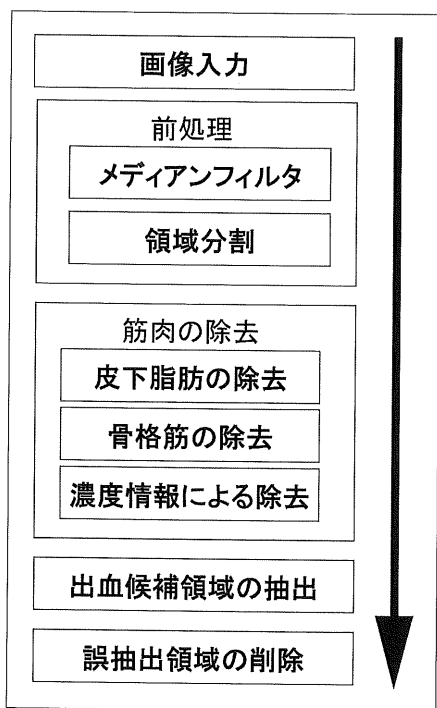 画像入力
前処理
メディアンフィルタ
領域分割
筋肉の除去
皮下脂肪の除去
骨格筋の除去
濃度情報による除去
出血候補領域の抽出
誤抽出領域の削除